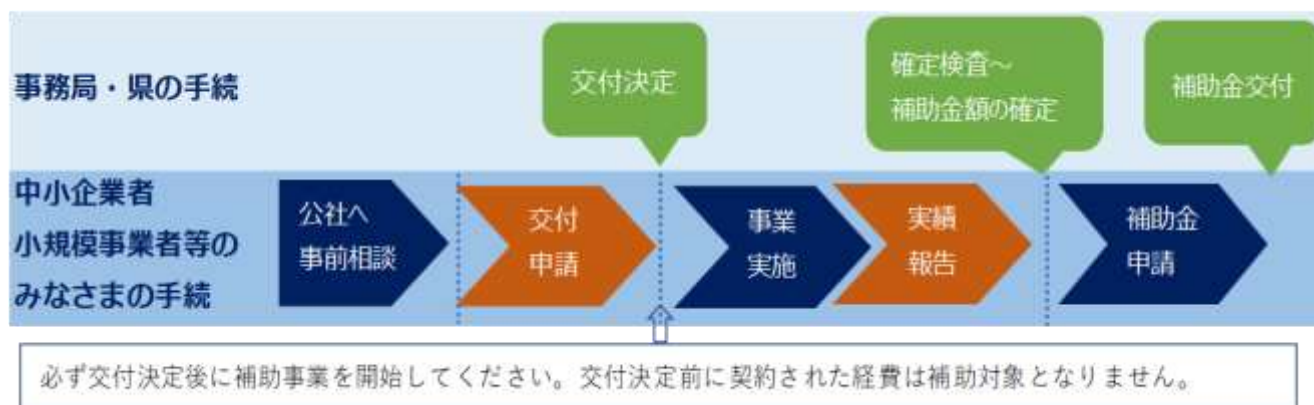 事務局・県の手続
交付決定
確定検査～
補助金額の確定
補助金交付
中小企業者
小規模事業者等の
みなさまの手続
公社へ
事前相談
交付
申請
事業
実施
実績
報告
補助金
申請
必ず交付決定後に補助事業を開始してください。交付決定前に契約された経費は補助対象となりません。